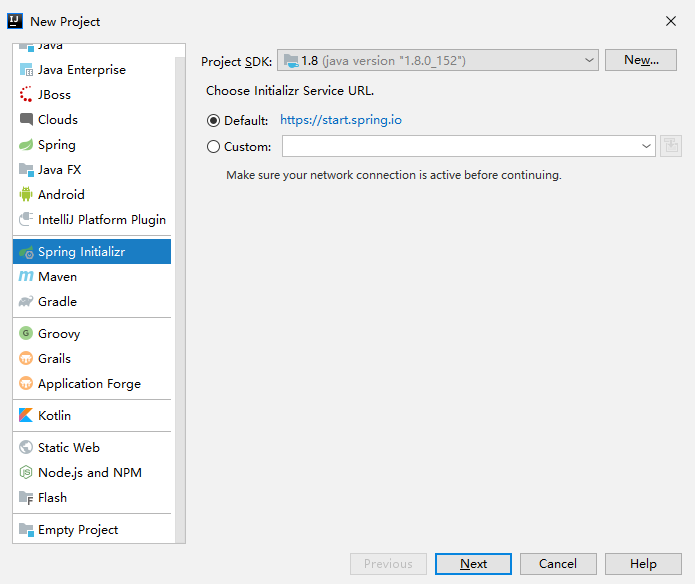 New Project
Java
Java Enterprise
JBoss
Clouds
Spring
Java FX
Android
IntelliJ Platform Plugin
Spring Initializr
Maven
Gradle
Groovy
Grails
Application Forge
Kotlin
Static Web
Node.js and NPM
Flash
Empty Project
Project SDK: 1.8 (java version "1.8.0_152") New...
Choose Initializr Service URL.
Default: https://start.spring.io
Custom:
Make sure your network connection is active before continuing.
Previous Next Cancel Help